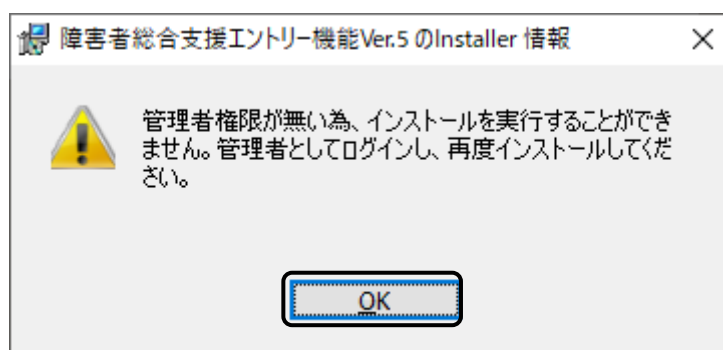 障害者総合支援エントリー機能Ver.5 のInstaller 情報
管理者権限が無い為、インストールを実行することができ
ません。管理者としてログインし、再度インストールしてくだ
さい。
OK